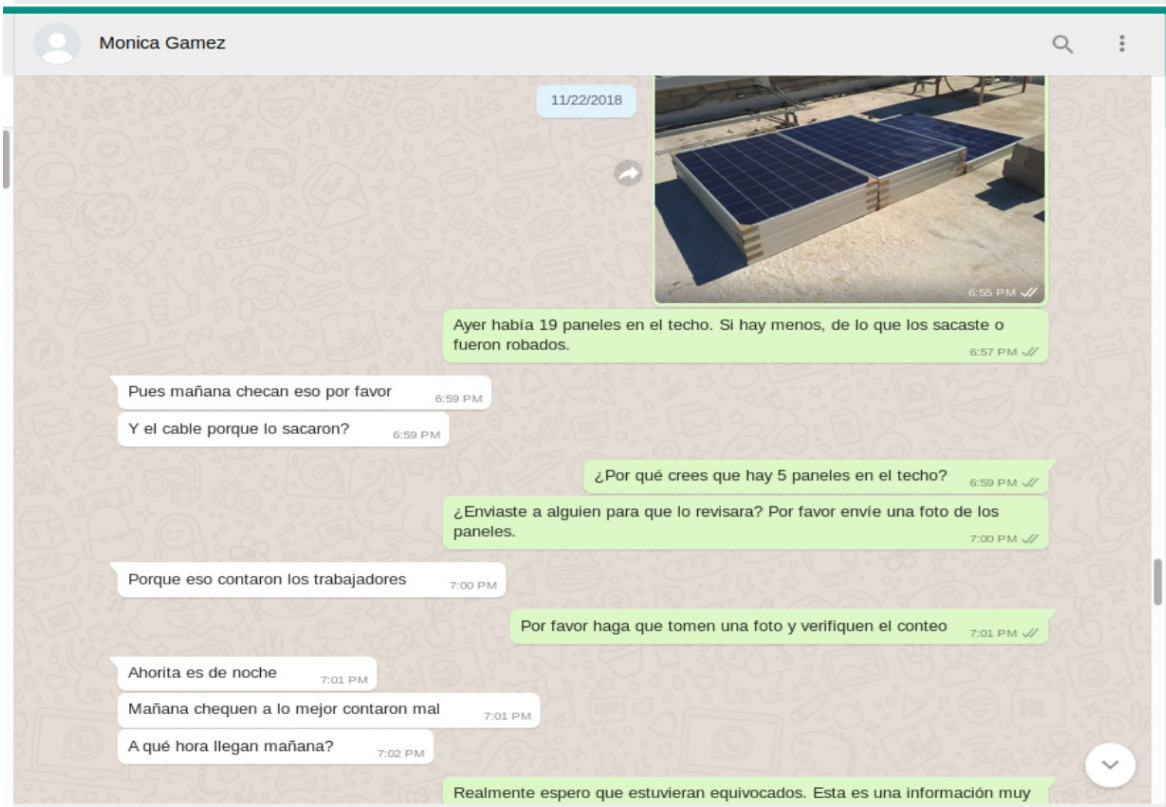 Monica Gamez
11/22/2018
6:55 PM
Ayer había 19 paneles en el techo. Si hay menos, de lo que los sacaste o
fueron robados.
6:57 PM
Pues mañana checan eso por favor
6:59 PM
Y el cable porque lo sacaron?
6:59 PM
¿Por qué crees que hay 5 paneles en el techo?
6:59 PM
¿Enviaste a alguien para que lo revisara? Por favor envíe una foto de los
paneles.
7:00 PM
Porque eso contaron los trabajadores
7:00 PM
Por favor haga que tomen una foto y verifiquen el conteo
7:01 PM
Ahorita es de noche
7:01 PM
Mañana chequen a lo mejor contaron mal
7:01 PM
A qué hora llegan mañana?
7:02 PM
Realmente espero que estuvieran equivocados. Esta es una información muy